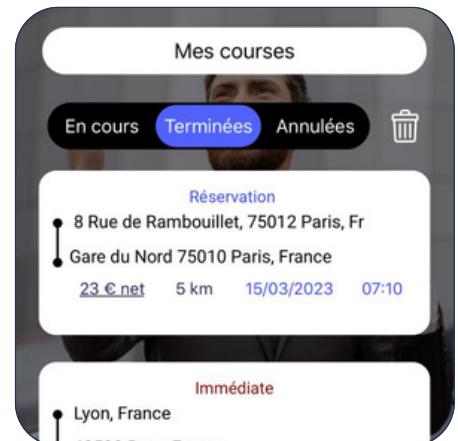 Mes courses
En cours Terminées Annulées
Réservation
8 Rue de Rambouillet, 75012 Paris, Fr
Gare du Nord 75010 Paris, France
23 € net 5 km 15/03/2023 07:10
Immédiate
Lyon, France